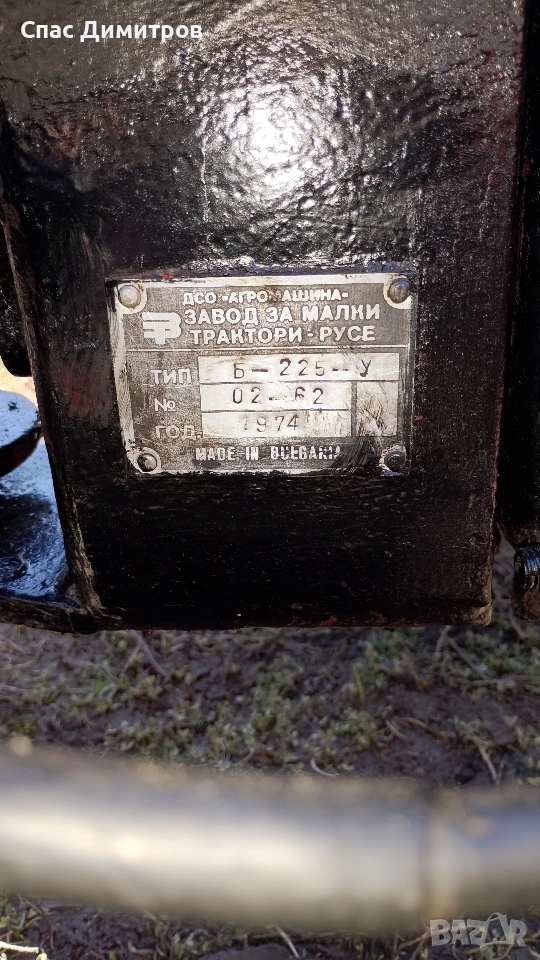 Спас Димитров
ДСО "АГРОМАШИНА"
ЗАВОД ЗА МАЛКИ
ТРАКТОРИ-РУСЕ
ТИП Б-225-У
№ 02-62
ГОД. 1974
MADE IN BULGARIA
BAZAR